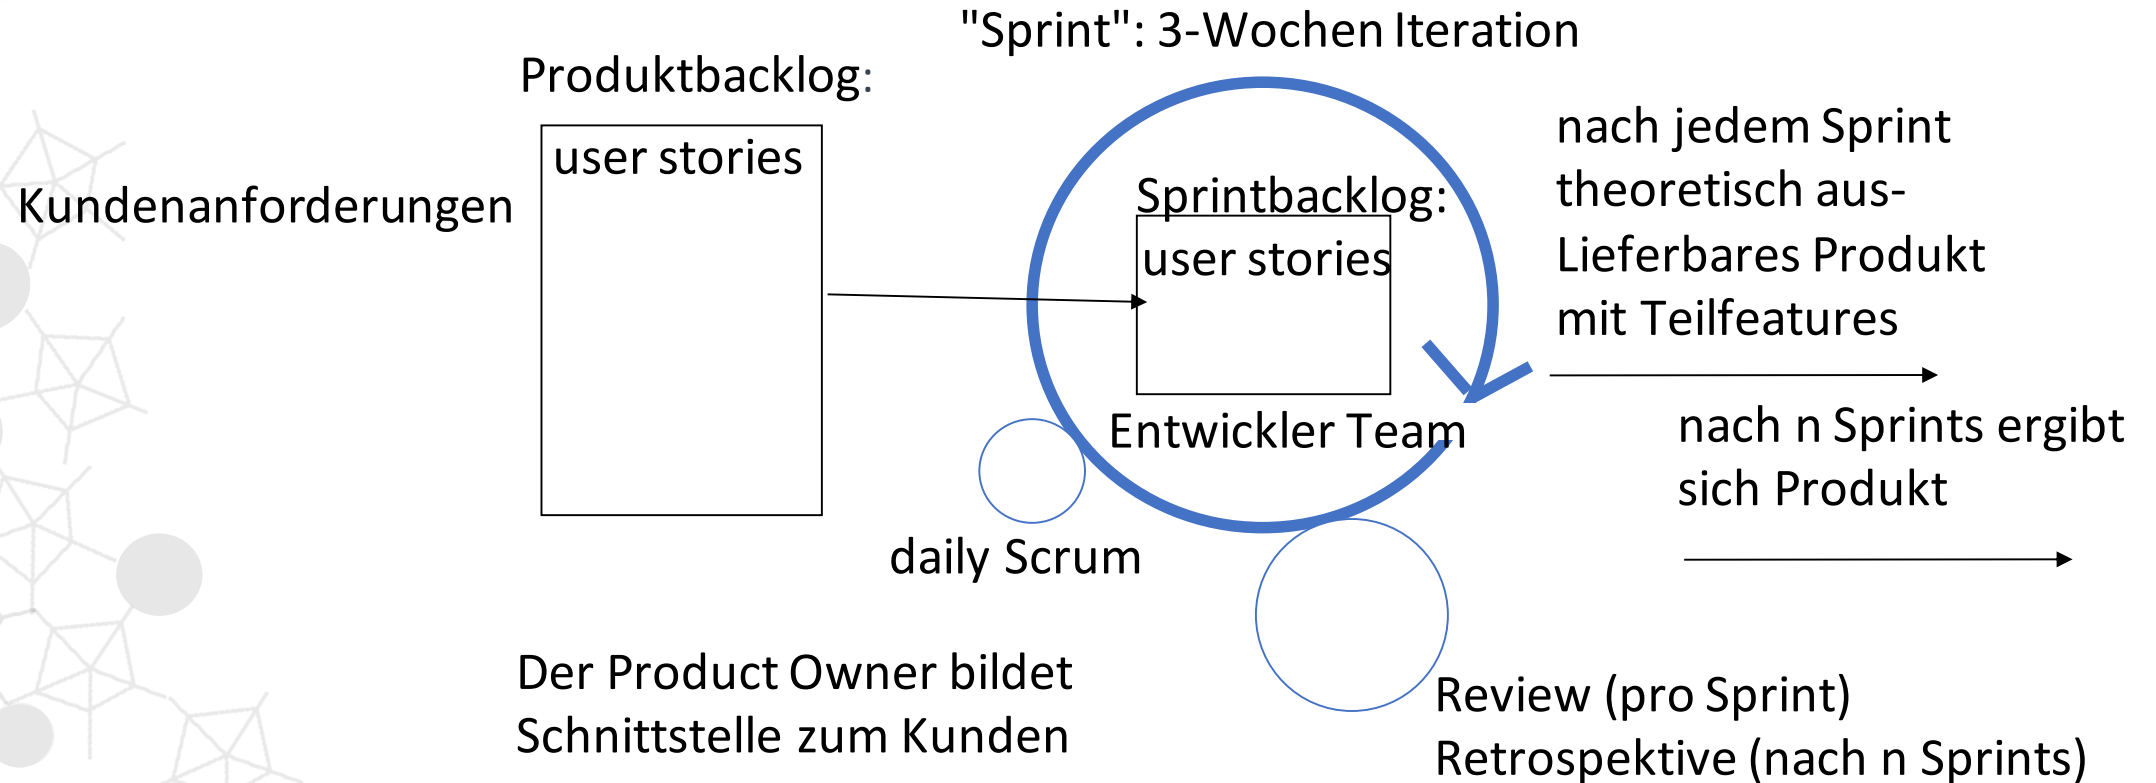 "Sprint": 3-Wochen Iteration
Produktbacklog:
user stories
Kundenanforderungen
Sprintbacklog:
user stories
Entwickler Team
nach jedem Sprint
theoretisch aus-
Lieferbares Produkt
mit Teilfeatures
nach n Sprints ergibt
sich Produkt
daily Scrum
Der Product Owner bildet
Schnittstelle zum Kunden
Review (pro Sprint)
Retrospektive (nach n Sprints)